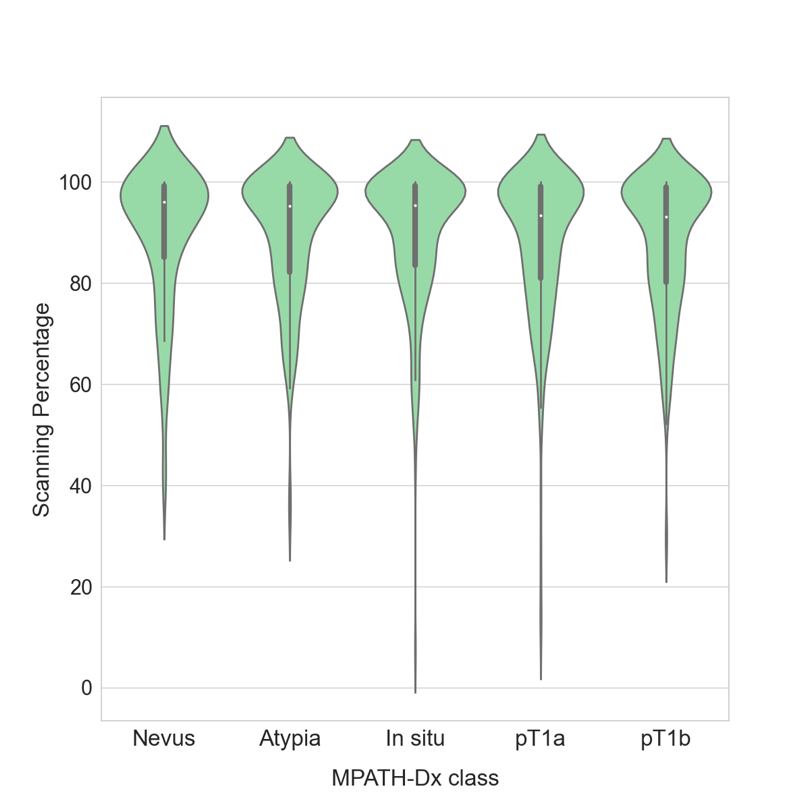 100
80
60
40
20
0
Scanning Percentage
Nevus Atypia In situ pT1a pT1b
MPATH-Dx class